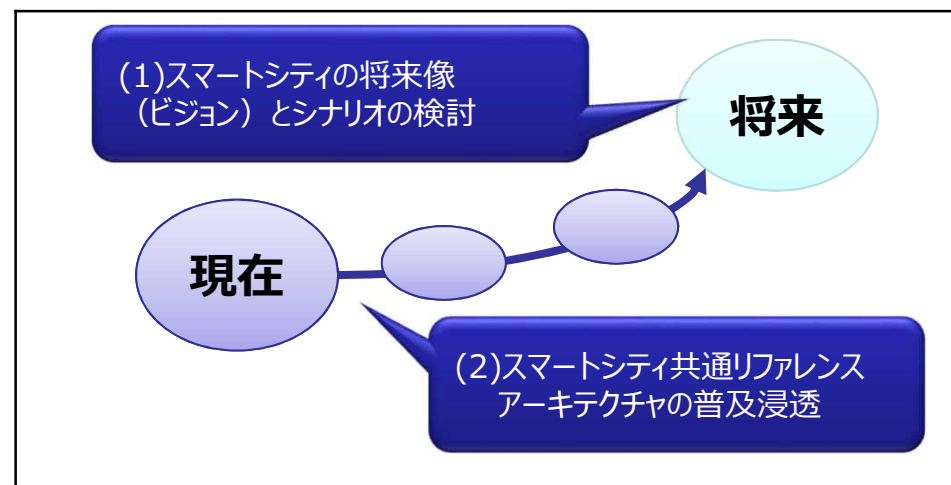 (1)スマートシティの将来像
（ビジョン）とシナリオの検討
将来
現在
(2)スマートシティ共通リファレンス
アーキテクチャの普及浸透